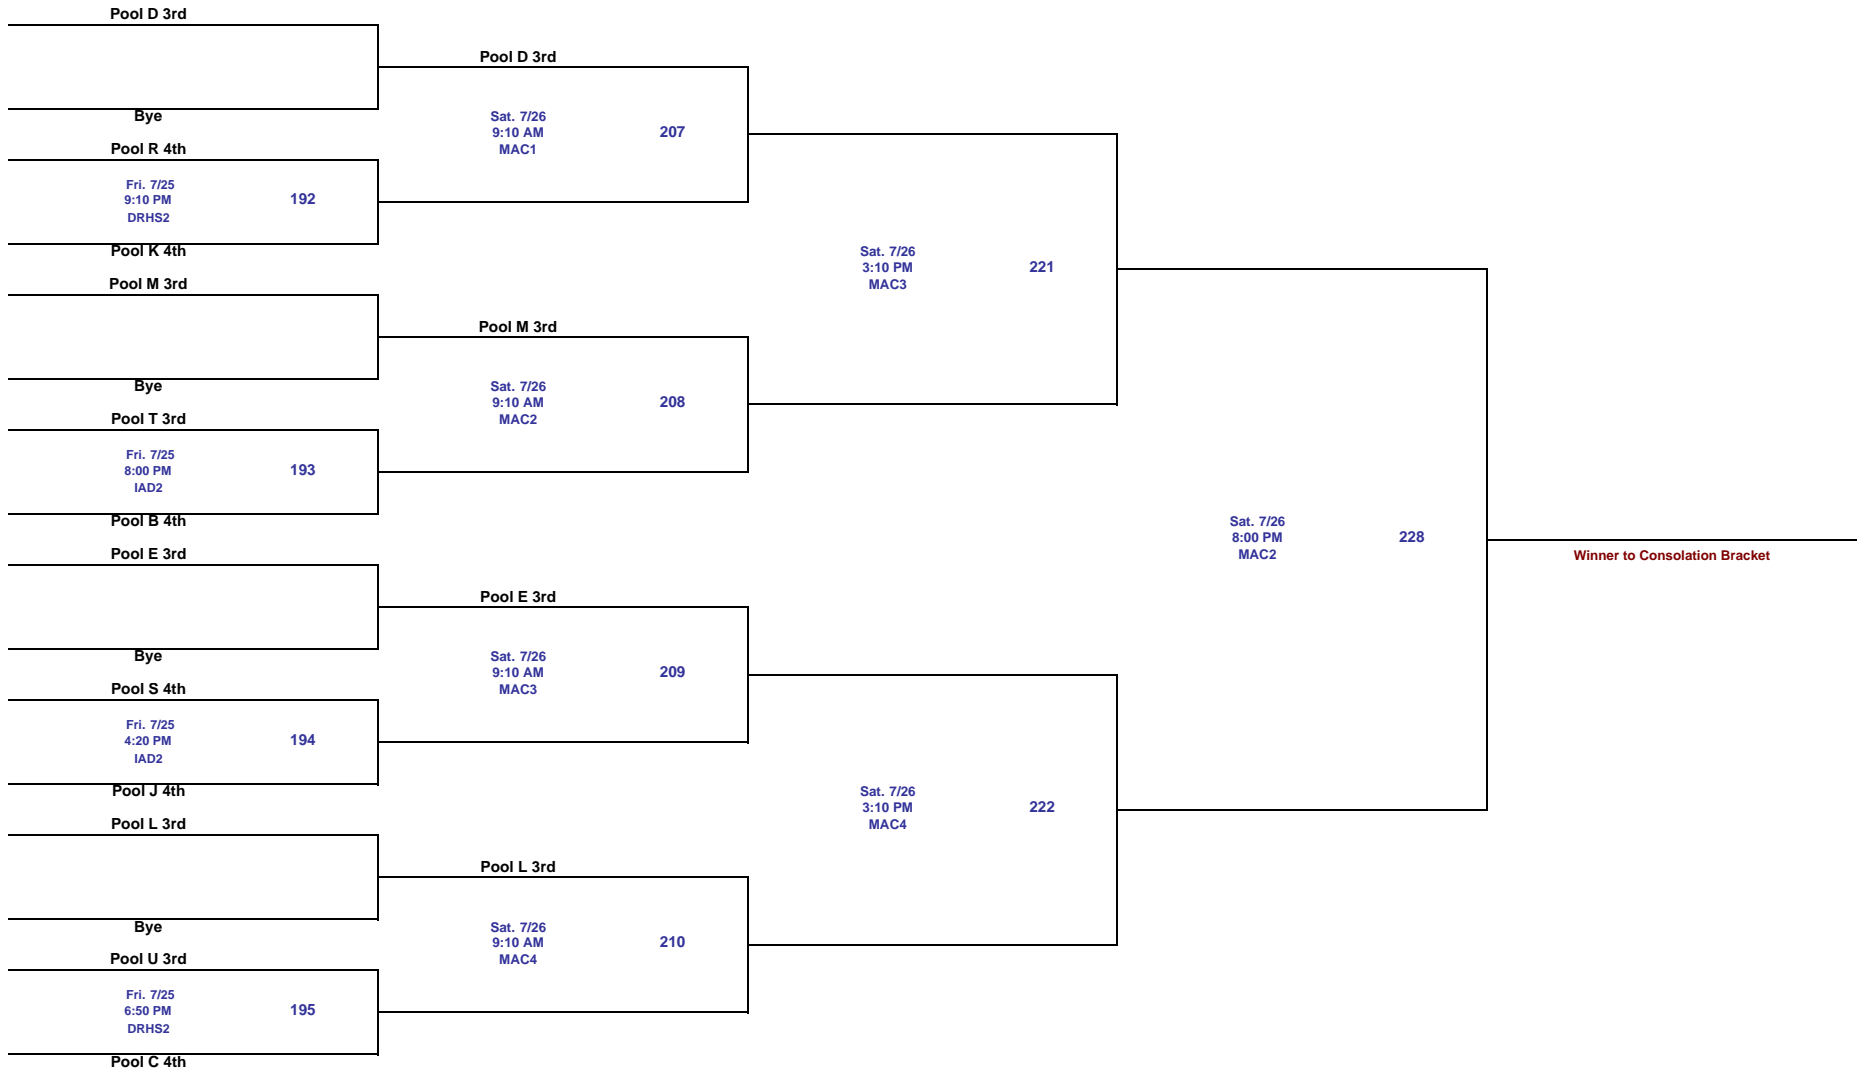 Pool D 3rd
Bye
Pool R 4th
Fri. 7/25
9:10 PM
DRHS2
192
Pool K 4th
Pool M 3rd
Bye
Pool T 3rd
Fri. 7/25
8:00 PM
IAD2
193
Pool B 4th
Pool E 3rd
Bye
Pool S 4th
Fri. 7/25
4:20 PM
IAD2
194
Pool J 4th
Pool L 3rd
Bye
Pool U 3rd
Fri. 7/25
6:50 PM
DRHS2
195
Pool C 4th
Pool D 3rd
Sat. 7/26
9:10 AM
MAC1
207
Pool M 3rd
Sat. 7/26
9:10 AM
MAC2
208
Pool E 3rd
Sat. 7/26
9:10 AM
MAC3
209
Pool L 3rd
Sat. 7/26
9:10 AM
MAC4
210
Sat. 7/26
3:10 PM
MAC3
221
Sat. 7/26
3:10 PM
MAC4
222
Sat. 7/26
8:00 PM
MAC2
228
Winner to Consolation Bracket